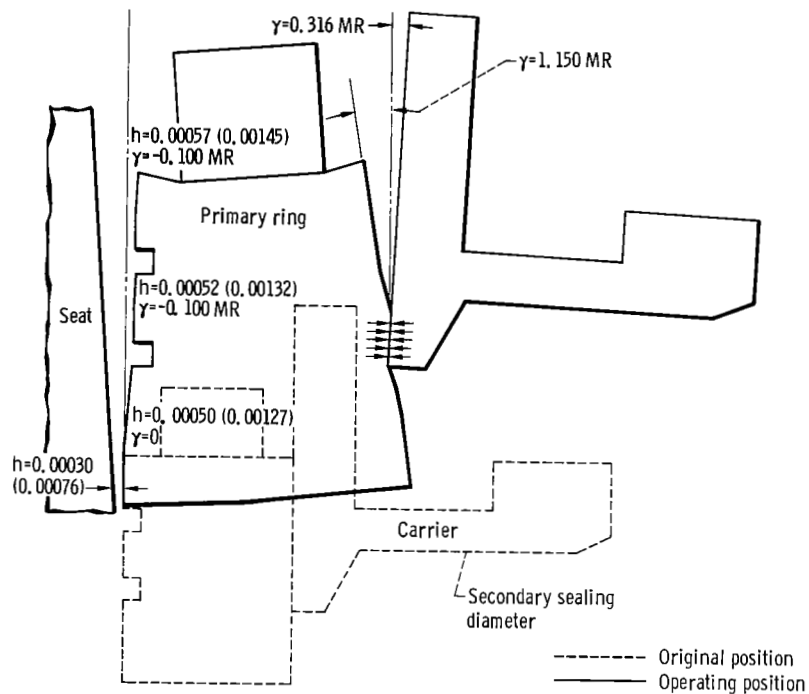 γ=0.316 MR
γ=1.150 MR
h=0.00057 (0.00145)
γ=-0.100 MR
Primary ring
h=0.00052 (0.00132)
γ=-0.100 MR
Seat
h=0.00050 (0.00127)
γ=0
h=0.00030
(0.00076)
Carrier
Secondary sealing
diameter
Original position
Operating position